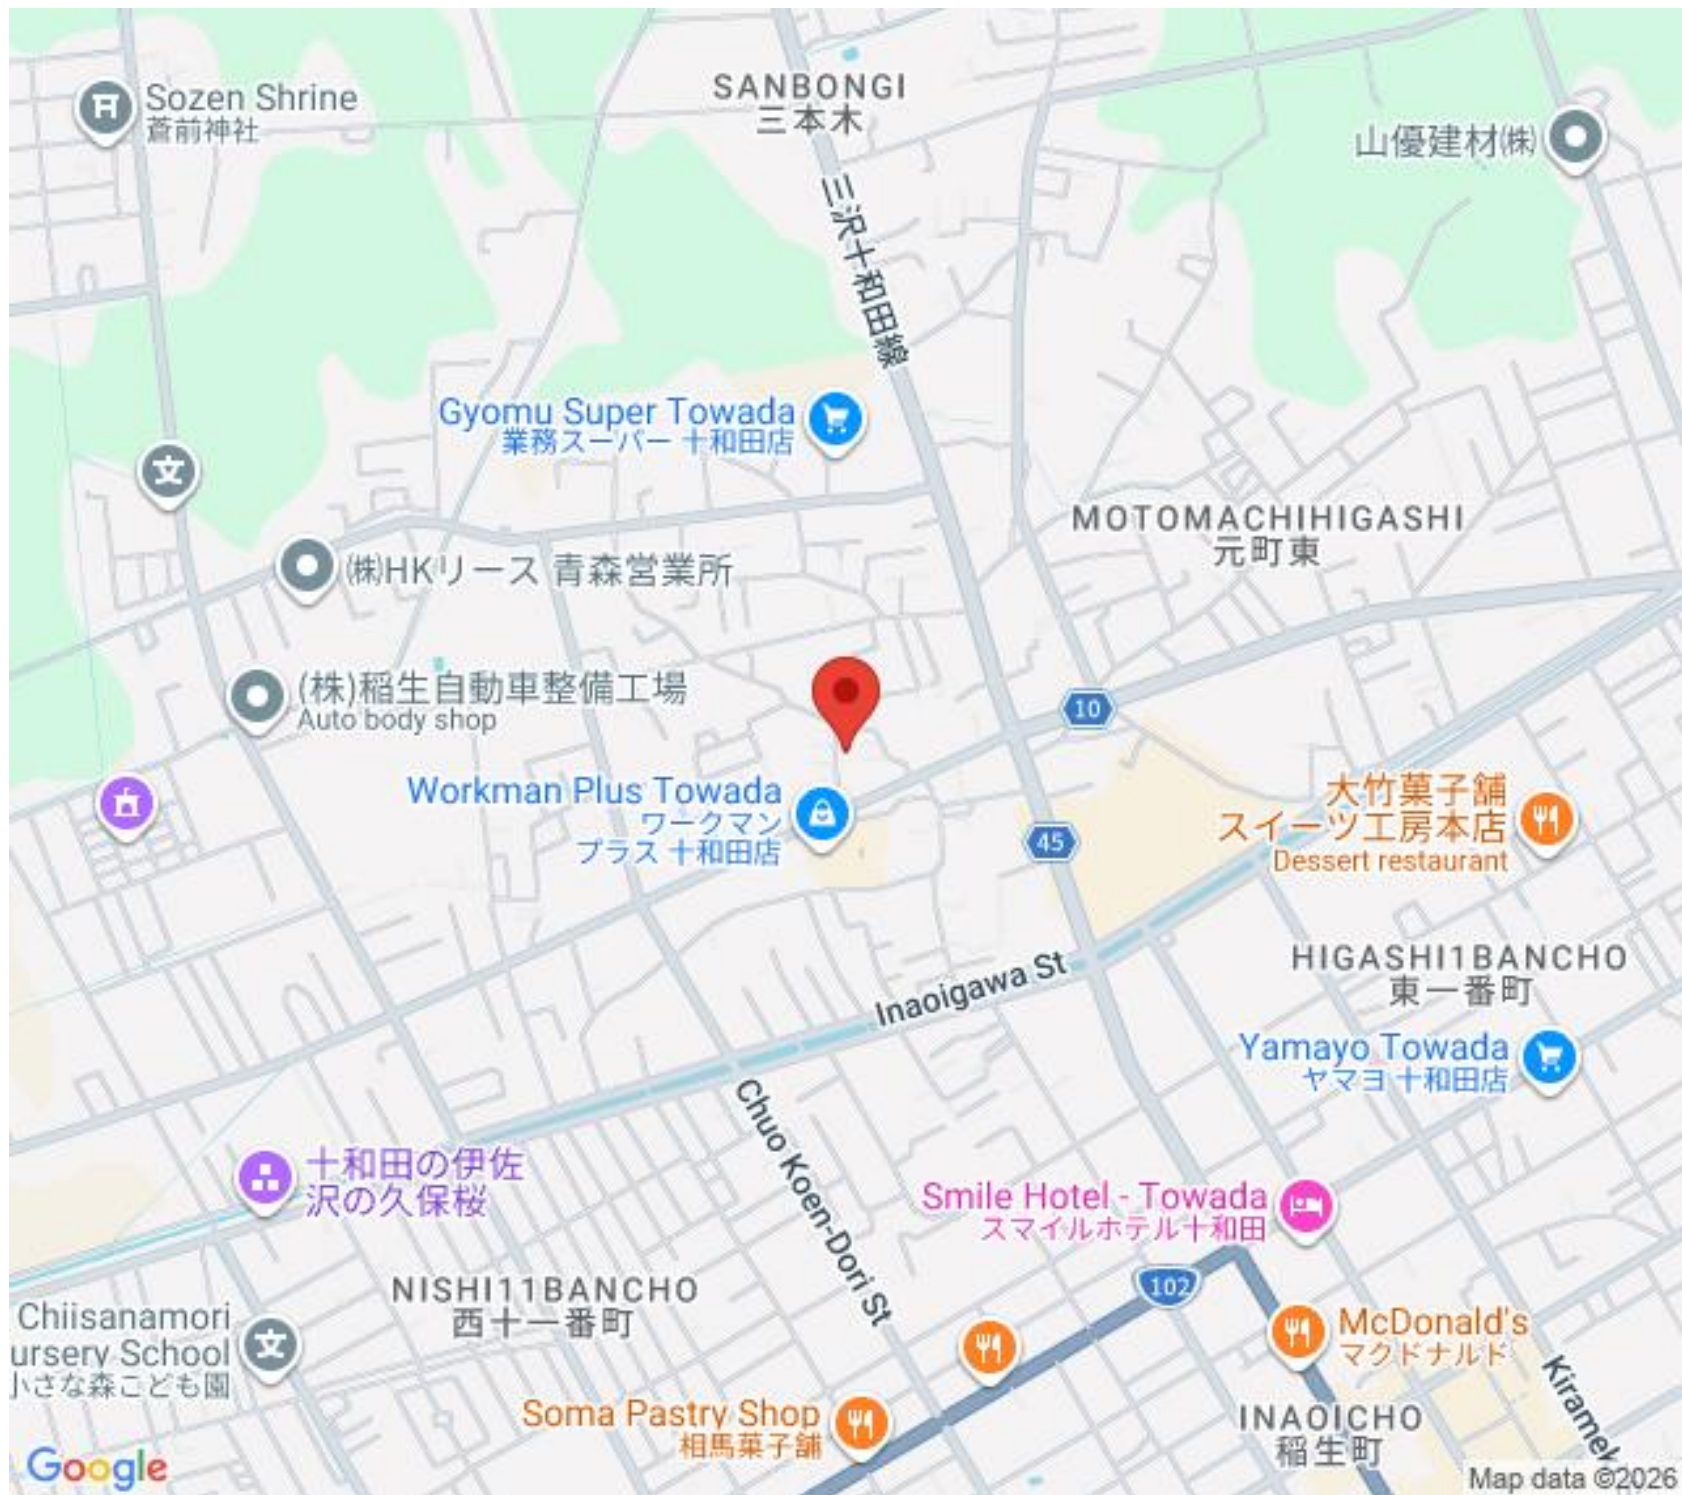 SANBONGI
三本木
Sozen Shrine
蒼前神社
山優建材㈱
三沢十和田線
Gyomu Super Towada
業務スーパー 十和田店
MOTOMACHIHIGASHI
元町東
㈱HKリース 青森営業所
(株)稲生自動車整備工場
Auto body shop
10
Workman Plus Towada
ワークマン
プラス 十和田店
45
大竹菓子舗
スイーツ工房本店
Dessert restaurant
HIGASHI1BANCHO
東一番町
Inaoigawa St
Yamayo Towada
ヤマヨ 十和田店
Chuo Koen-Dori St
十和田の伊佐
沢の久保桜
Smile Hotel - Towada
スマイルホテル十和田
102
NISHI11BANCHO
西十一番町
Chiisanamori
ursery School
小さな森こども園
McDonald's
マクドナルド
Kiramek
Soma Pastry Shop
相馬菓子舗
INAOICHO
稲生町
Google
Map data ©2026